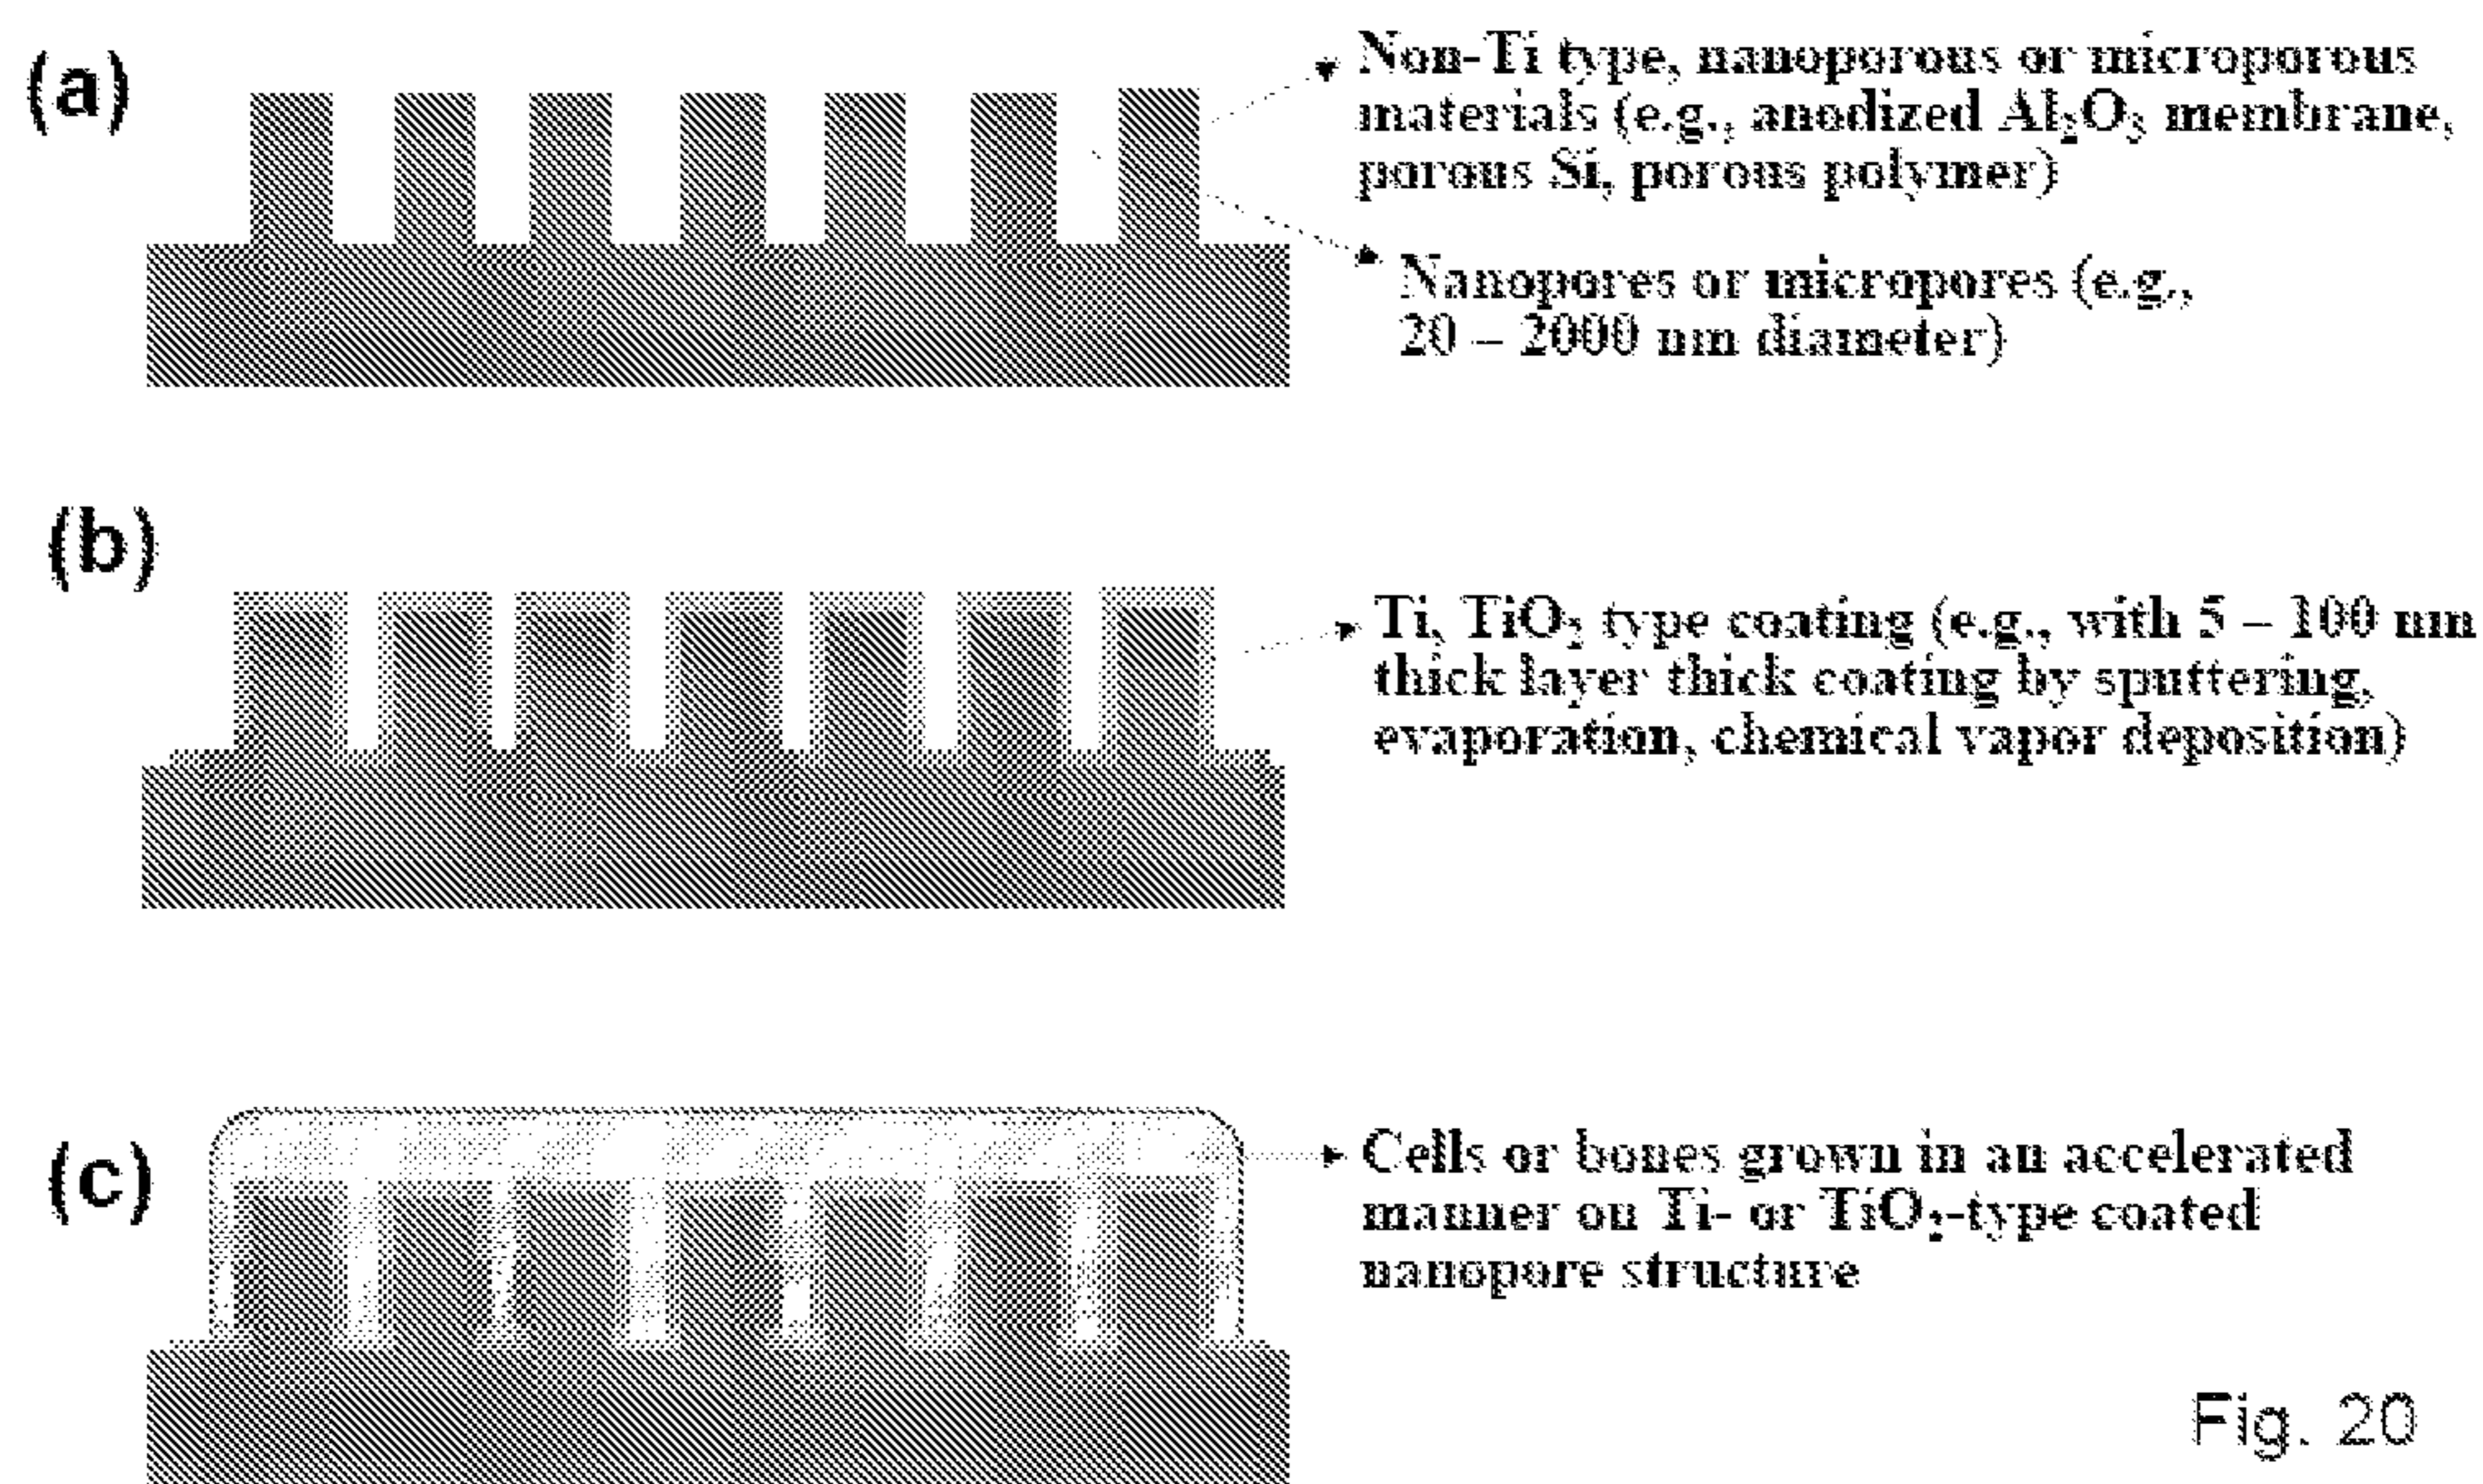 (a)
Non-Ti type, nanoporous or microporous
materials (e.g., anodized Al₂O₃ membrane,
porous Si, porous polymer)
Nanopores or micropores (e.g.,
20 – 2000 nm diameter)
(b)
Ti, TiO₂ type coating (e.g., with 5 – 100 nm
thick layer thick coating by sputtering,
evaporation, chemical vapor deposition)
(c)
Cells or bones grown in an accelerated
manner on Ti- or TiO₂-type coated
nanopore structure
Fig. 20